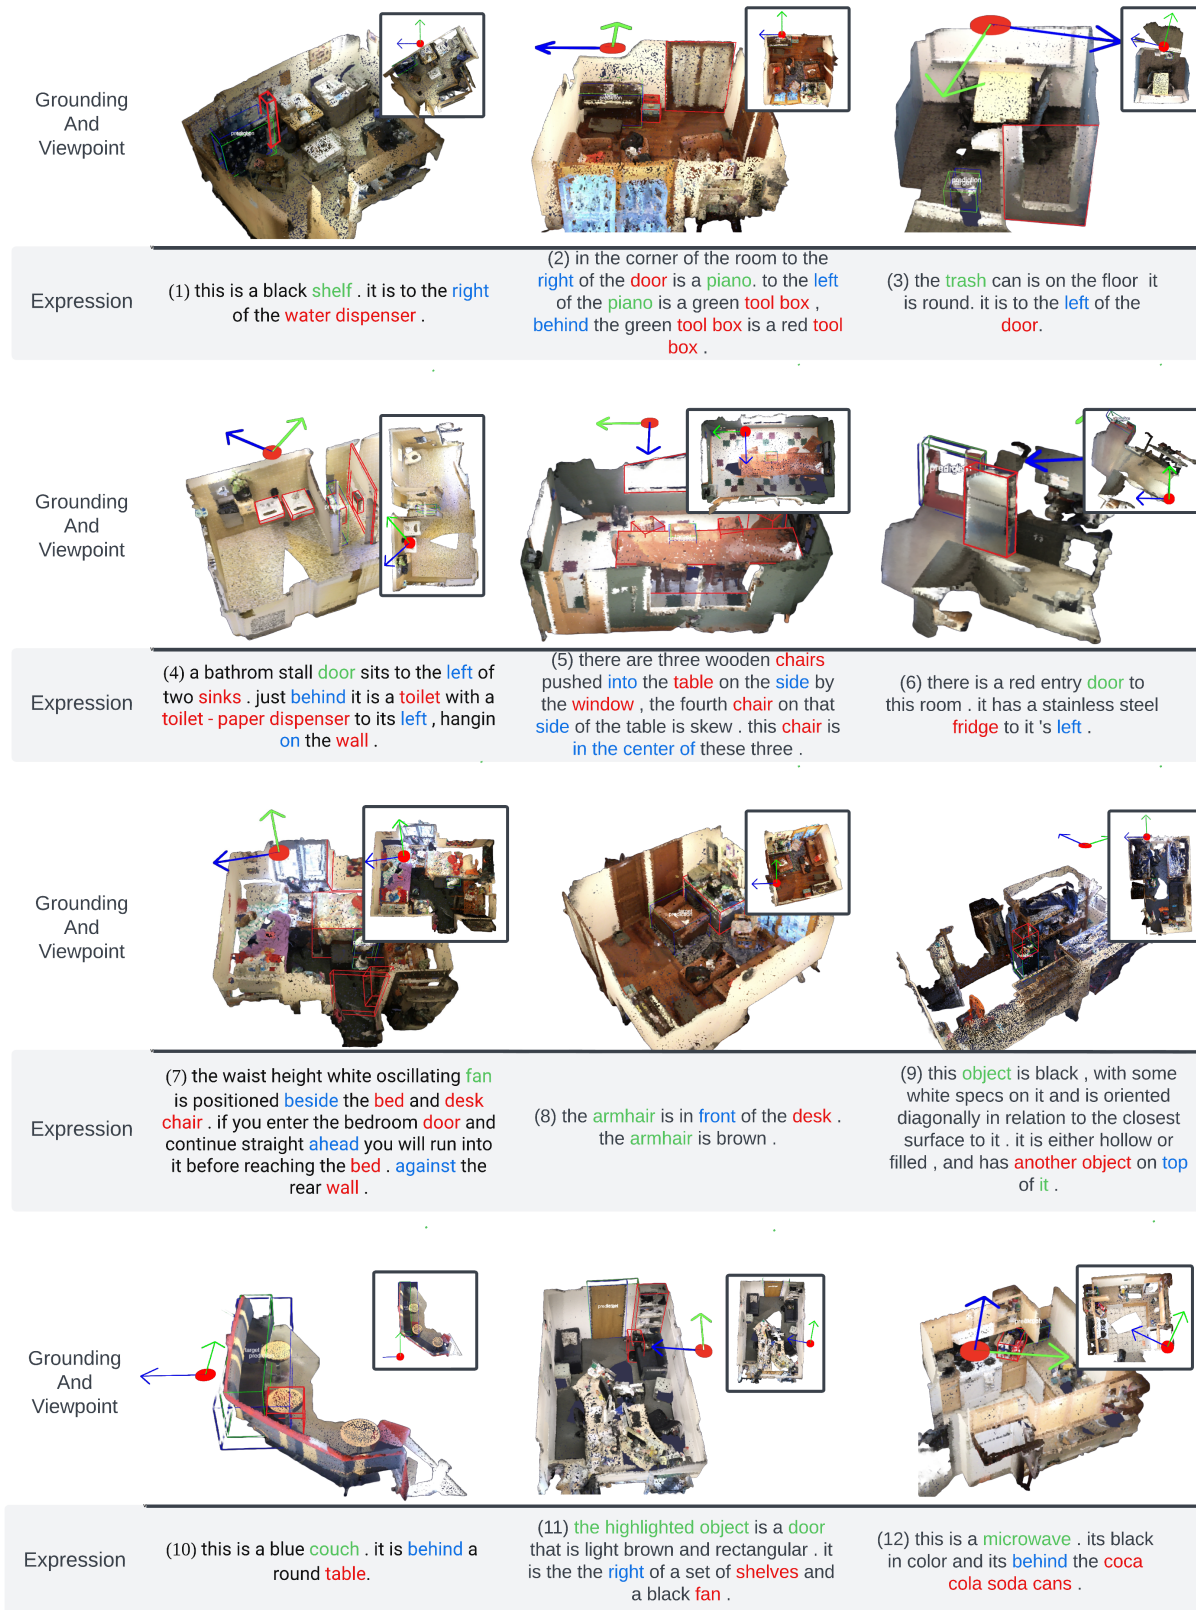 Grounding
And
Viewpoint
Expression
(1) this is a black shelf . it is to the right
of the water dispenser .
(2) in the corner of the room to the
right of the door is a piano. to the left
of the piano is a green tool box ,
behind the green tool box is a red tool
box .
(3) the trash can is on the floor it
is round. it is to the left of the
door.
Grounding
And
Viewpoint
Expression
(4) a bathrom stall door sits to the left of
two sinks . just behind it is a toilet with a
toilet - paper dispenser to its left , hangin
on the wall .
(5) there are three wooden chairs
pushed into the table on the side by
the window , the fourth chair on that
side of the table is skew . this chair is
in the center of these three .
(6) there is a red entry door to
this room . it has a stainless steel
fridge to it 's left .
Grounding
And
Viewpoint
Expression
(7) the waist height white oscillating fan
is positioned beside the bed and desk
chair . if you enter the bedroom door and
continue straight ahead you will run into
it before reaching the bed . against the
rear wall .
(8) the armhair is in front of the desk .
the armhair is brown .
(9) this object is black , with some
white specs on it and is oriented
diagonally in relation to the closest
surface to it . it is either hollow or
filled , and has another object on top
of it .
Grounding
And
Viewpoint
Expression
(10) this is a blue couch . it is behind a
round table.
(11) the highlighted object is a door
that is light brown and rectangular . it
is the the right of a set of shelves and
a black fan .
(12) this is a microwave . its black
in color and its behind the coca
cola soda cans .